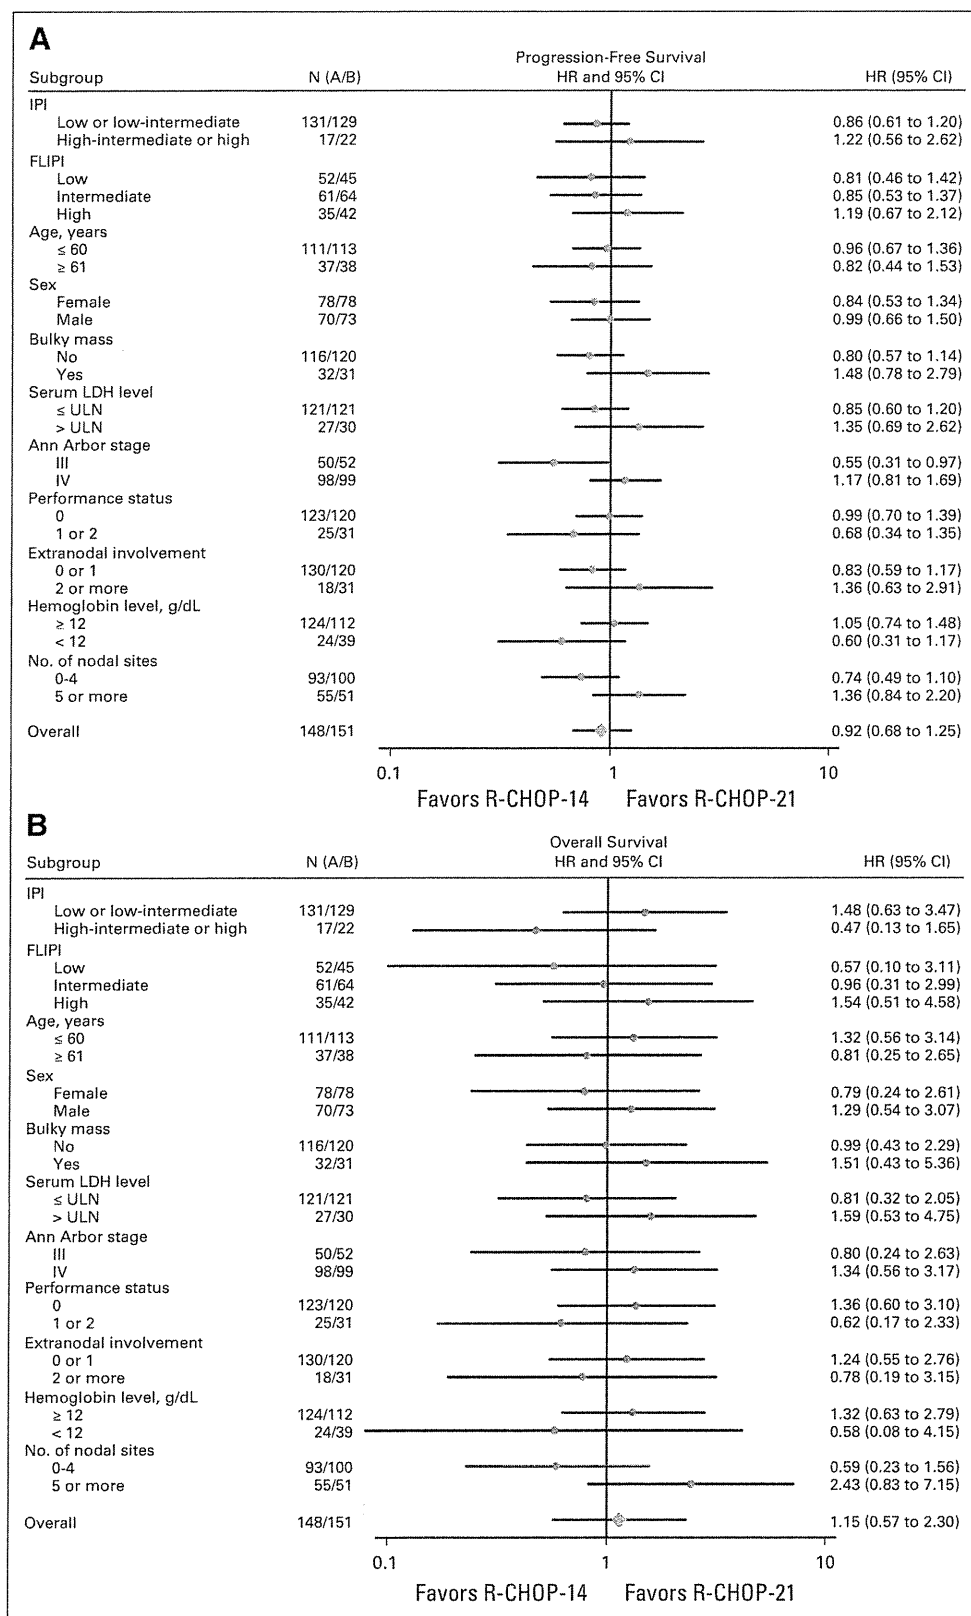 A
Progression-Free Survival
Subgroup N (A/B) HR and 95% CI HR (95% CI)
IPI
Low or low-intermediate 131/129 0.86 (0.61 to 1.20)
High-intermediate or high 17/22 1.22 (0.56 to 2.62)
FLIPI
Low 52/45 0.81 (0.46 to 1.42)
Intermediate 61/64 0.85 (0.53 to 1.37)
High 35/42 1.19 (0.67 to 2.12)
Age, years
≤ 60 111/113 0.96 (0.67 to 1.36)
≥ 61 37/38 0.82 (0.44 to 1.53)
Sex
Female 78/78 0.84 (0.53 to 1.34)
Male 70/73 0.99 (0.66 to 1.50)
Bulky mass
No 116/120 0.80 (0.57 to 1.14)
Yes 32/31 1.48 (0.78 to 2.79)
Serum LDH level
≤ ULN 121/121 0.85 (0.60 to 1.20)
> ULN 27/30 1.35 (0.69 to 2.62)
Ann Arbor stage
III 50/52 0.55 (0.31 to 0.97)
IV 98/99 1.17 (0.81 to 1.69)
Performance status
0 123/120 0.99 (0.70 to 1.39)
1 or 2 25/31 0.68 (0.34 to 1.35)
Extranodal involvement
0 or 1 130/120 0.83 (0.59 to 1.17)
2 or more 18/31 1.36 (0.63 to 2.91)
Hemoglobin level, g/dL
≥ 12 124/112 1.05 (0.74 to 1.48)
< 12 24/39 0.60 (0.31 to 1.17)
No. of nodal sites
0-4 93/100 0.74 (0.49 to 1.10)
5 or more 55/51 1.36 (0.84 to 2.20)
Overall 148/151 0.92 (0.68 to 1.25)
0.1 1 10
Favors R-CHOP-14 Favors R-CHOP-21
B
Overall Survival
Subgroup N (A/B) HR and 95% CI HR (95% CI)
IPI
Low or low-intermediate 131/129 1.48 (0.63 to 3.47)
High-intermediate or high 17/22 0.47 (0.13 to 1.65)
FLIPI
Low 52/45 0.57 (0.10 to 3.11)
Intermediate 61/64 0.96 (0.31 to 2.99)
High 35/42 1.54 (0.51 to 4.58)
Age, years
≤ 60 111/113 1.32 (0.56 to 3.14)
≥ 61 37/38 0.81 (0.25 to 2.65)
Sex
Female 78/78 0.79 (0.24 to 2.61)
Male 70/73 1.29 (0.54 to 3.07)
Bulky mass
No 116/120 0.99 (0.43 to 2.29)
Yes 32/31 1.51 (0.43 to 5.36)
Serum LDH level
≤ ULN 121/121 0.81 (0.32 to 2.05)
> ULN 27/30 1.59 (0.53 to 4.75)
Ann Arbor stage
III 50/52 0.80 (0.24 to 2.63)
IV 98/99 1.34 (0.56 to 3.17)
Performance status
0 123/120 1.36 (0.60 to 3.10)
1 or 2 25/31 0.62 (0.17 to 2.33)
Extranodal involvement
0 or 1 130/120 1.24 (0.55 to 2.76)
2 or more 18/31 0.78 (0.19 to 3.15)
Hemoglobin level, g/dL
≥ 12 124/112 1.32 (0.63 to 2.79)
< 12 24/39 0.58 (0.08 to 4.15)
No. of nodal sites
0-4 93/100 0.59 (0.23 to 1.56)
5 or more 55/51 2.43 (0.83 to 7.15)
Overall 148/151 1.15 (0.57 to 2.30)
0.1 1 10
Favors R-CHOP-14 Favors R-CHOP-21